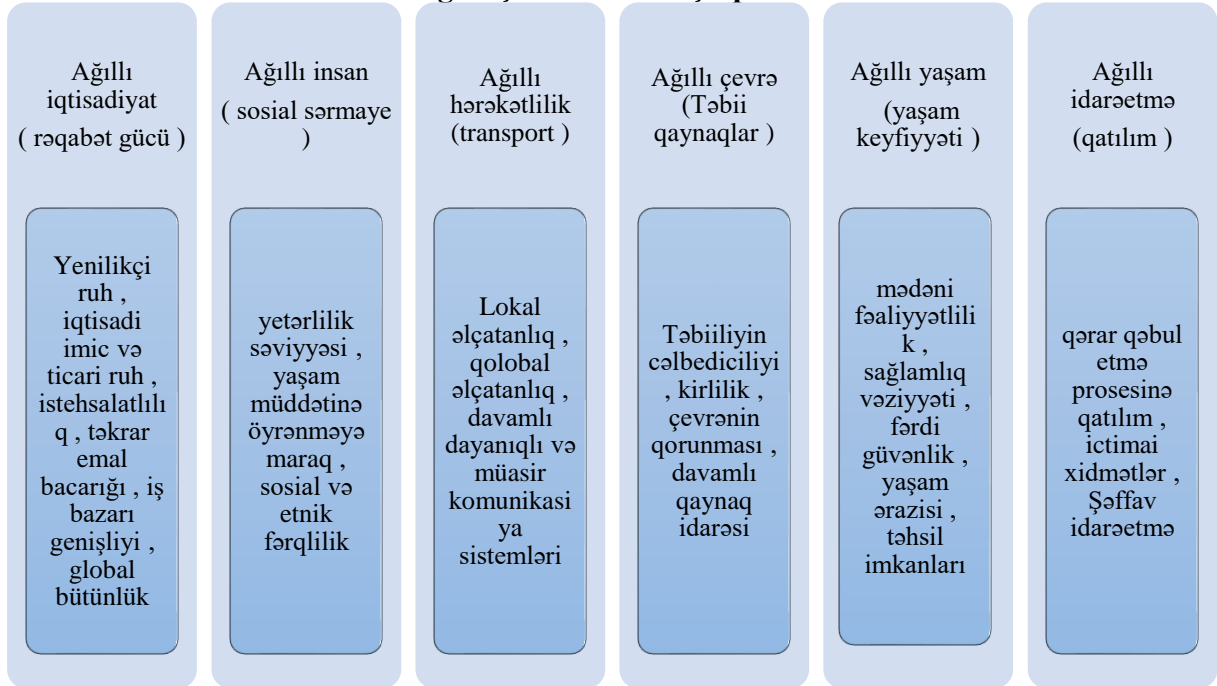 Ağıllı
iqtisadiyat
( rəqabət gücü )
Yenilikçi
ruh ,
iqtisadi
imic və
ticari ruh ,
istehsalatlılı
q , təkrar
emal
bacarığı , iş
bazarı
genişliyi ,
global
bütünlük
Ağıllı insan
( sosial sərmaye
)
yetərlilik
səviyyəsi ,
yaşam
müddətinə
öyrənməyə
maraq ,
sosial və
etnik
fərqlilik
Ağıllı
hərəkətlilik
(transport )
Lokal
əlçatanlıq ,
qolobal
əlçatanlıq ,
davamlı
dayanıqlı və
müasir
komunikasi
ya
sistemləri
Ağıllı çevrə
(Təbii
qaynaqlar )
Təbiiliyin
cəlbediciliyi
, kirlilik ,
çevrənin
qorunması ,
davamlı
qaynaq
idarəsi
Ağıllı yaşam
(yaşam
keyfiyyəti )
mədəni
fəaliyyətlili
k ,
sağlamlıq
vəziyyəti ,
fərdi
güvənlik ,
yaşam
ərazisi ,
təhsil
imkanları
Ağıllı
idarəetmə
(qatılım )
qərar qəbul
etmə
prosesinə
qatılım ,
ictimai
xidmətlər ,
Şəffav
idarəetmə